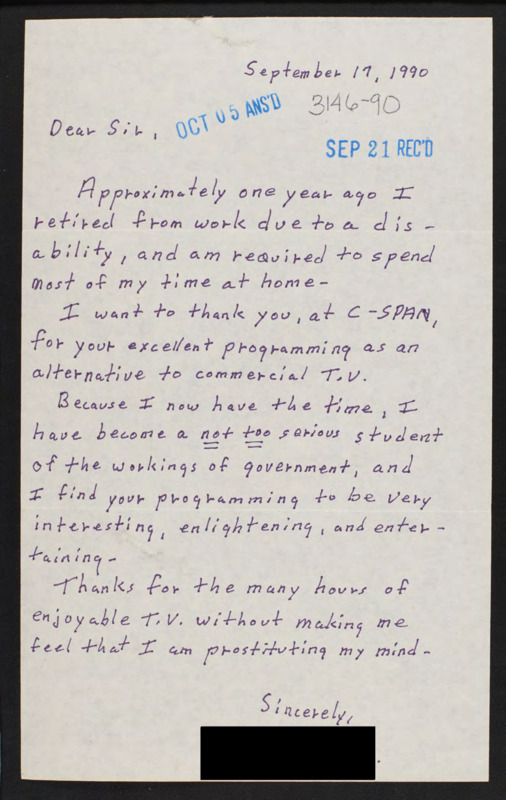 September 17, 1990
OCT 05 ANS'D
3146-90
Dear Sir,
SEP 21 REC'D
Approximately one year ago I
retired from work due to a dis-
ability, and am required to spend
most of my time at home-
I want to thank you, at C-SPAN,
for your excellent programming as an
alternative to commercial T.V.
Because I now have the time, I
have become a not too serious student
of the workings of government, and
I find your programming to be very
interesting, enlightening, and enter-
taining-
Thanks for the many hours of
enjoyable T.V. without making me
feel that I am prostituting my mind-
Sincerely,